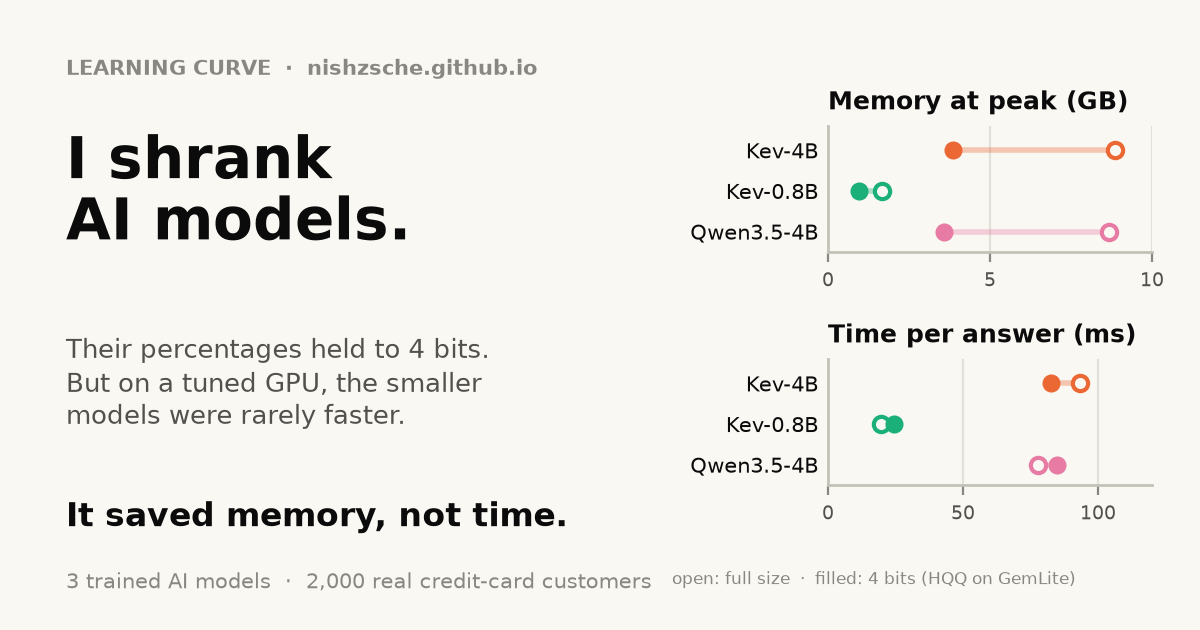 LEARNING CURVE · nishzsche.github.io
I shrank
AI models.
Their percentages held to 4 bits.
But on a tuned GPU, the smaller
models were rarely faster.
It saved memory, not time.
3 trained AI models · 2,000 real credit-card customers
Memory at peak (GB)
Kev-4B
Kev-0.8B
Qwen3.5-4B
0 5 10
Time per answer (ms)
Kev-4B
Kev-0.8B
Qwen3.5-4B
0 50 100
open: full size · filled: 4 bits (HQQ on GemLite)